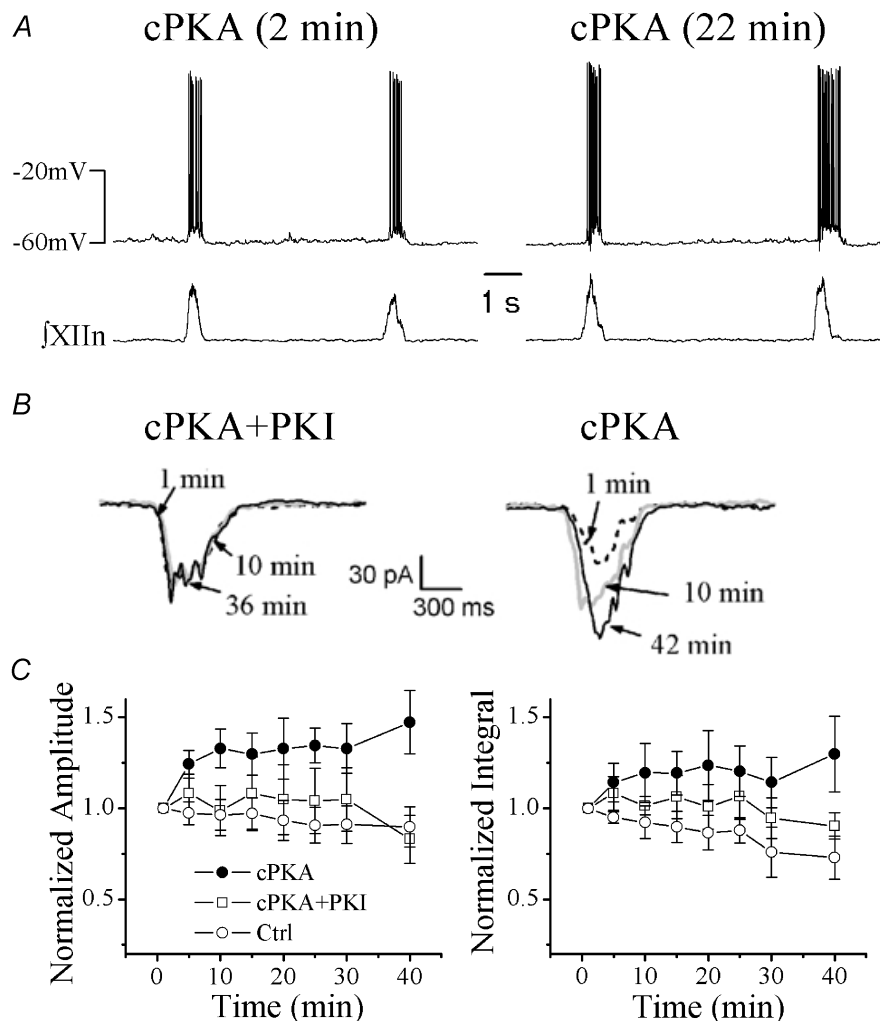 A
cPKA (2 min)
cPKA (22 min)
-20mV
-60mV
1 s
∫XIIn
B
cPKA+PKI
cPKA
1 min
10 min
36 min
30 pA
300 ms
1 min
10 min
42 min
C
Normalized Amplitude
1.5
1.0
0.5
cPKA
cPKA+PKI
Ctrl
0 10 20 30 40
Time (min)
Normalized Integral
1.5
1.0
0.5
0 10 20 30 40
Time (min)